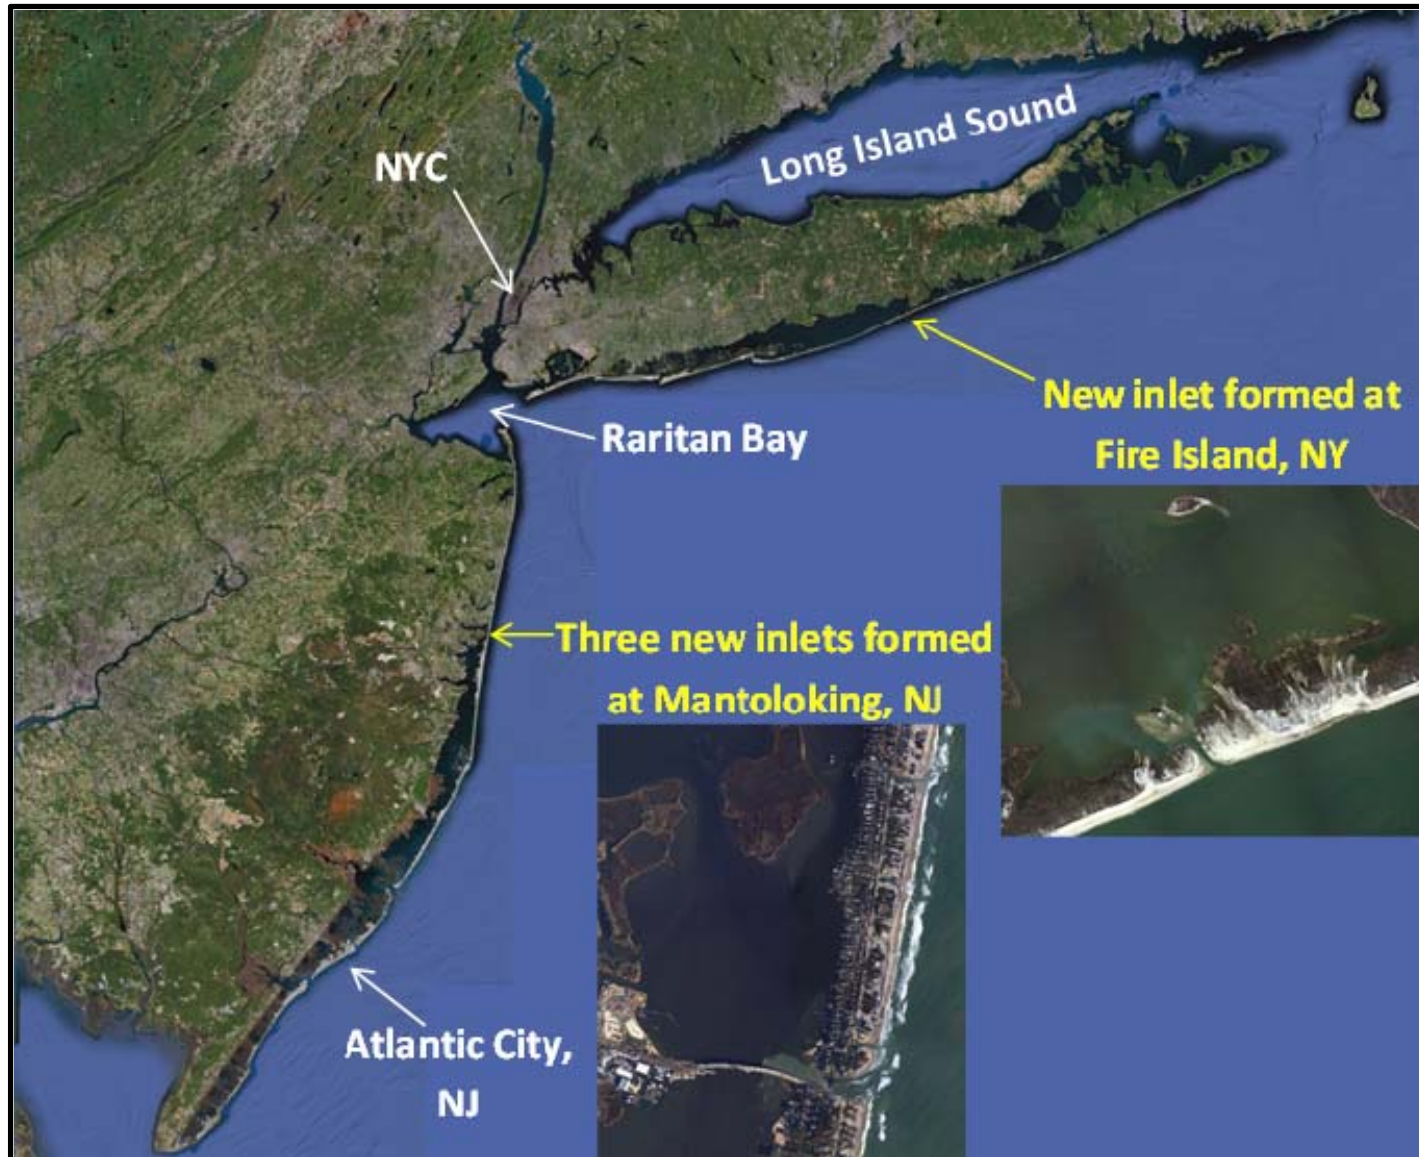 Long Island Sound
NYC
New inlet formed at
Fire Island, NY
Raritan Bay
Three new inlets formed
at Mantoloking, NJ
Atlantic City,
NJ